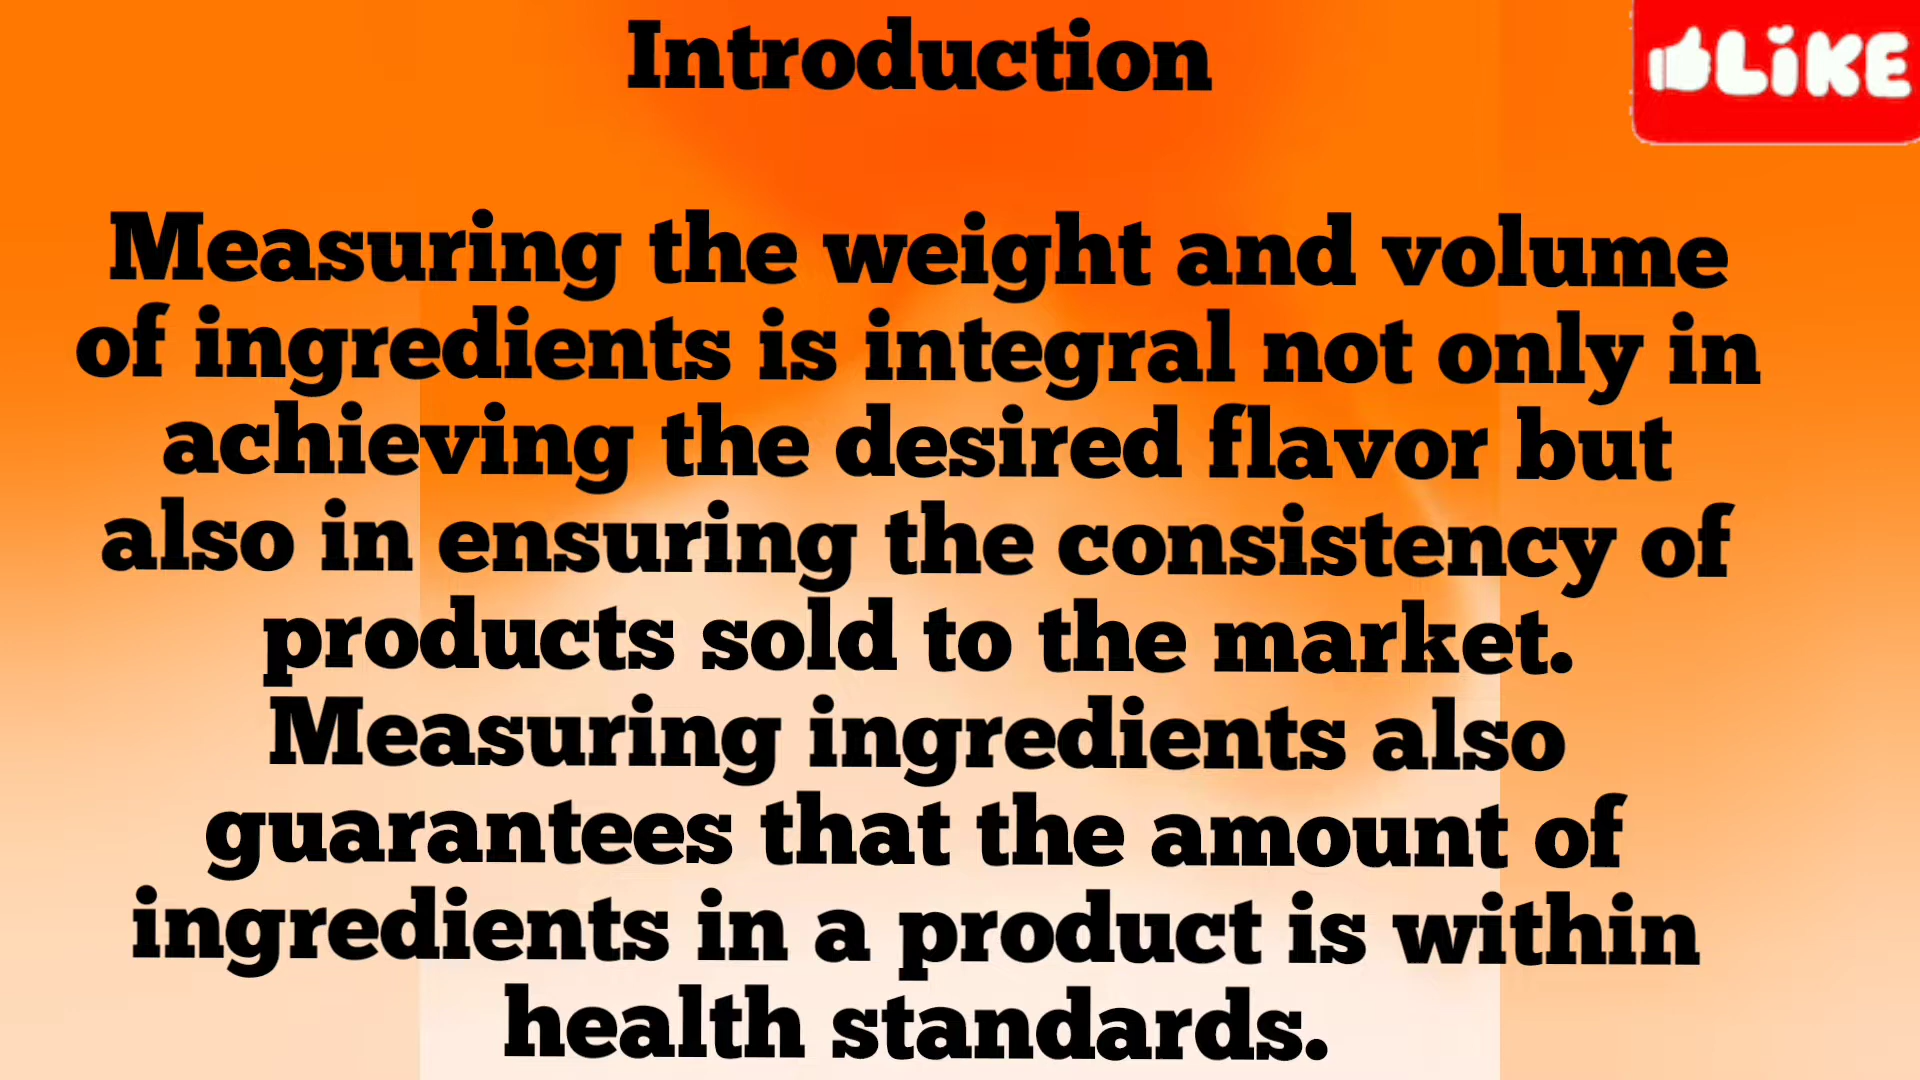 Introduction
LiKE
Measuring the weight and volume
of ingredients is integral not only in
achieving the desired flavor but
also in ensuring the consistency of
products sold to the market.
Measuring ingredients also
guarantees that the amount of
ingredients in a product is within
health standards.